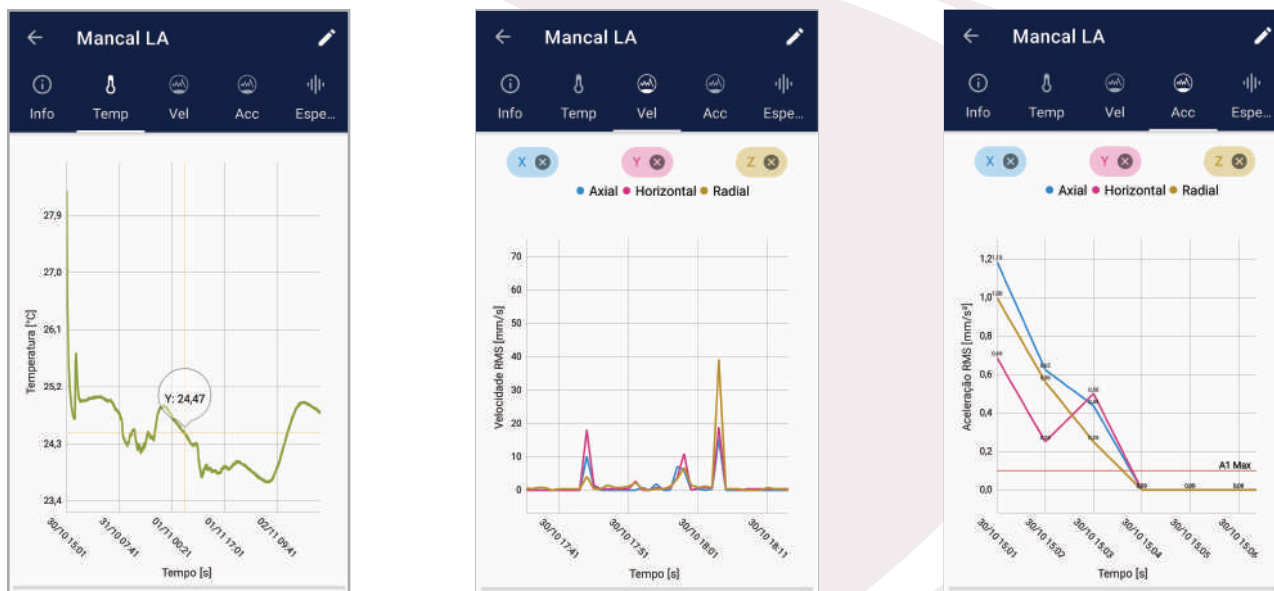 Mancal LA
Info Temp Vel Acc Espe...
Temperatura [°C]
27,9
27,0
26,1
25,2
24,3
23,4
Y: 24,47
30/10 15:01
31/10 07:41
01/11 00:21
01/11 17:01
02/11 09:41
Tempo [s]
Mancal LA
Info Temp Vel Acc Espe...
X Y Z
Axial Horizontal Radial
Velocidade RMS [mm/s]
70
60
50
40
30
20
10
0
30/10 17:41
30/10 17:51
30/10 18:01
30/10 18:11
Tempo [s]
Mancal LA
Info Temp Vel Acc Espe...
X Y Z
Axial Horizontal Radial
Aceleração RMS [mm/s²]
1,2
1,0
0,8
0,6
0,4
0,2
0,0
A1 Max
30/10 15:01
30/10 15:02
30/10 15:03
30/10 15:04
30/10 15:05
30/10 15:06
Tempo [s]